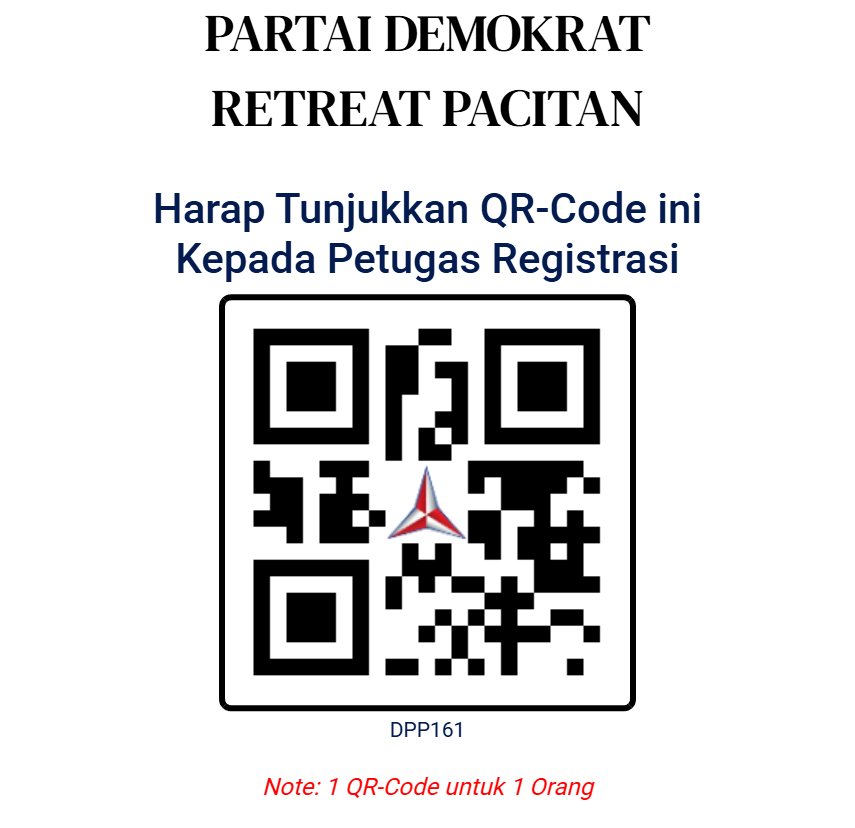 PARTAI DEMOKRAT
RETREAT PACITAN
Harap Tunjukkan QR-Code ini
Kepada Petugas Registrasi
DPP161
Note: 1 QR-Code untuk 1 Orang